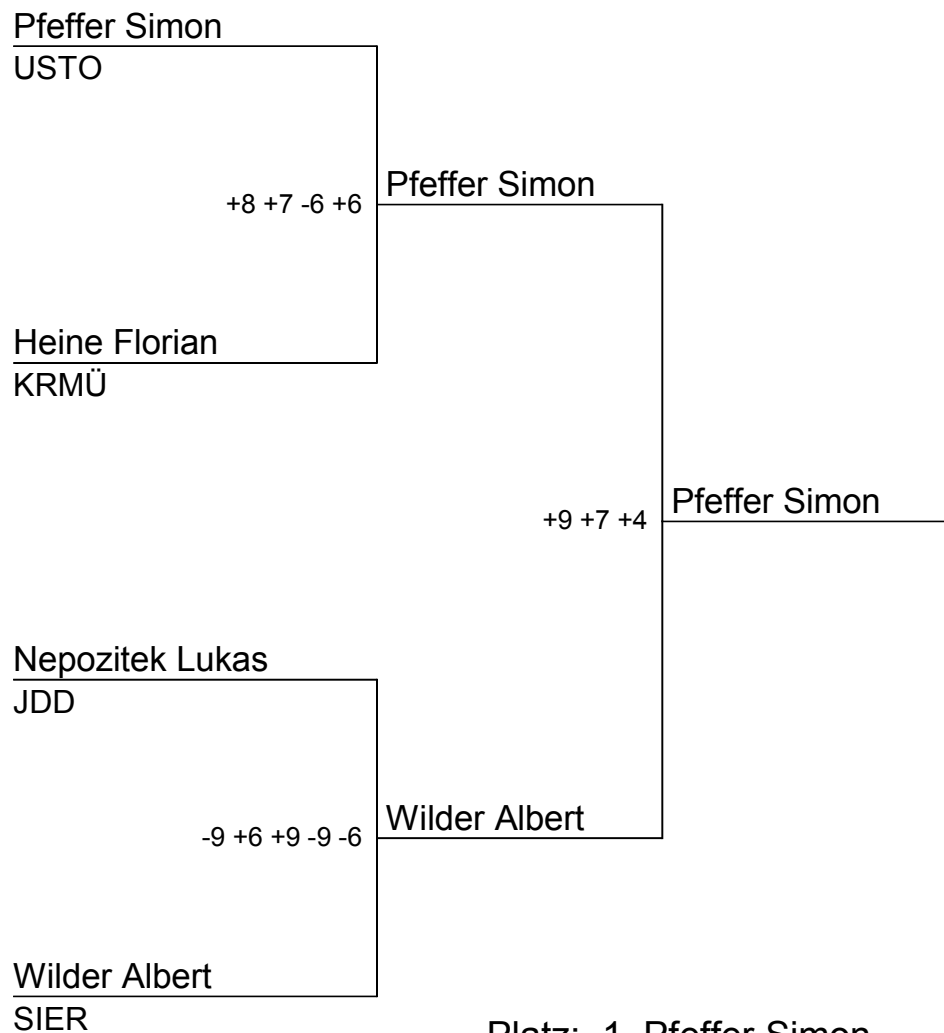 Pfeffer Simon
USTO
+8 +7 -6 +6
Pfeffer Simon
Heine Florian
KRMÜ
+9 +7 +4
Pfeffer Simon
Nepozitek Lukas
JDD
-9 +6 +9 -9 -6
Wilder Albert
Wilder Albert
SIER
Platz: 1. Pfeffer Simon